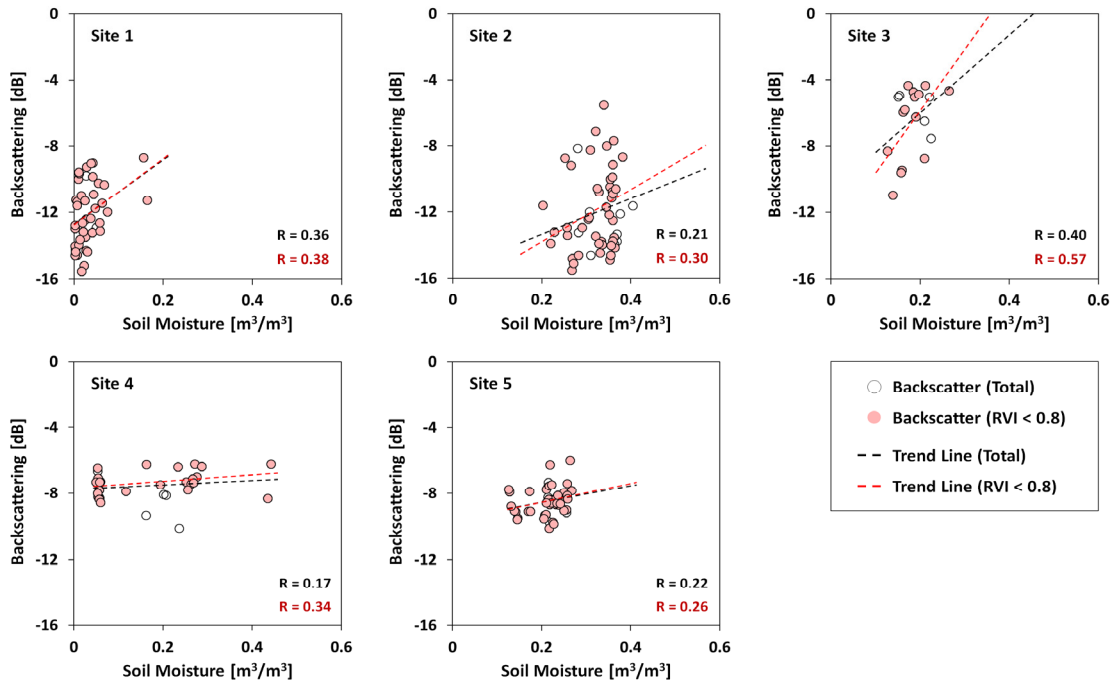 Site 1
Backscattering [dB]
0
-4
-8
-12
-16
R = 0.36
R = 0.38
0 0.2 0.4 0.6
Soil Moisture [m³/m³]
Site 2
Backscattering [dB]
0
-4
-8
-12
-16
R = 0.21
R = 0.30
0 0.2 0.4 0.6
Soil Moisture [m³/m³]
Site 3
Backscattering [dB]
0
-4
-8
-12
-16
R = 0.40
R = 0.57
0 0.2 0.4 0.6
Soil Moisture [m³/m³]
Site 4
Backscattering [dB]
0
-4
-8
-12
-16
R = 0.17
R = 0.34
0 0.2 0.4 0.6
Soil Moisture [m³/m³]
Site 5
Backscattering [dB]
0
-4
-8
-12
-16
R = 0.22
R = 0.26
0 0.2 0.4 0.6
Soil Moisture [m³/m³]
Backscatter (Total)
Backscatter (RVI < 0.8)
Trend Line (Total)
Trend Line (RVI < 0.8)